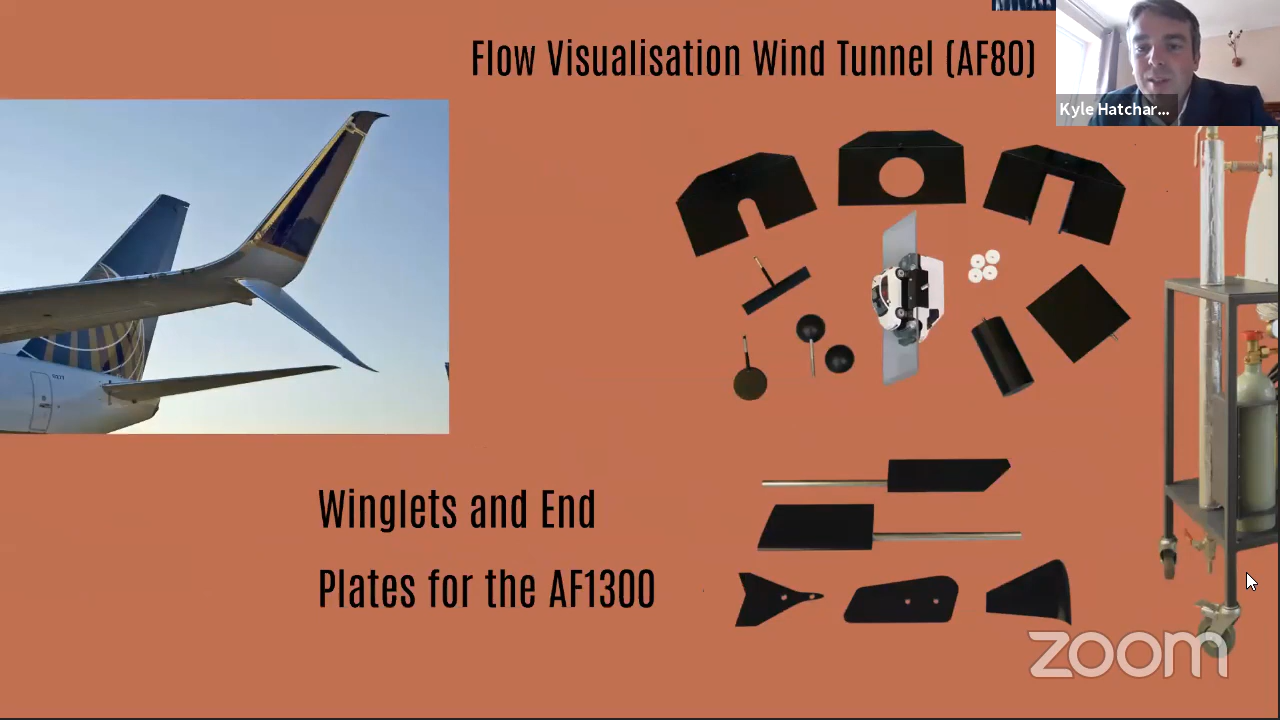 Flow Visualisation Wind Tunnel (AF80)
Kyle Hatchar...
Winglets and End
Plates for the AF1300
zoom